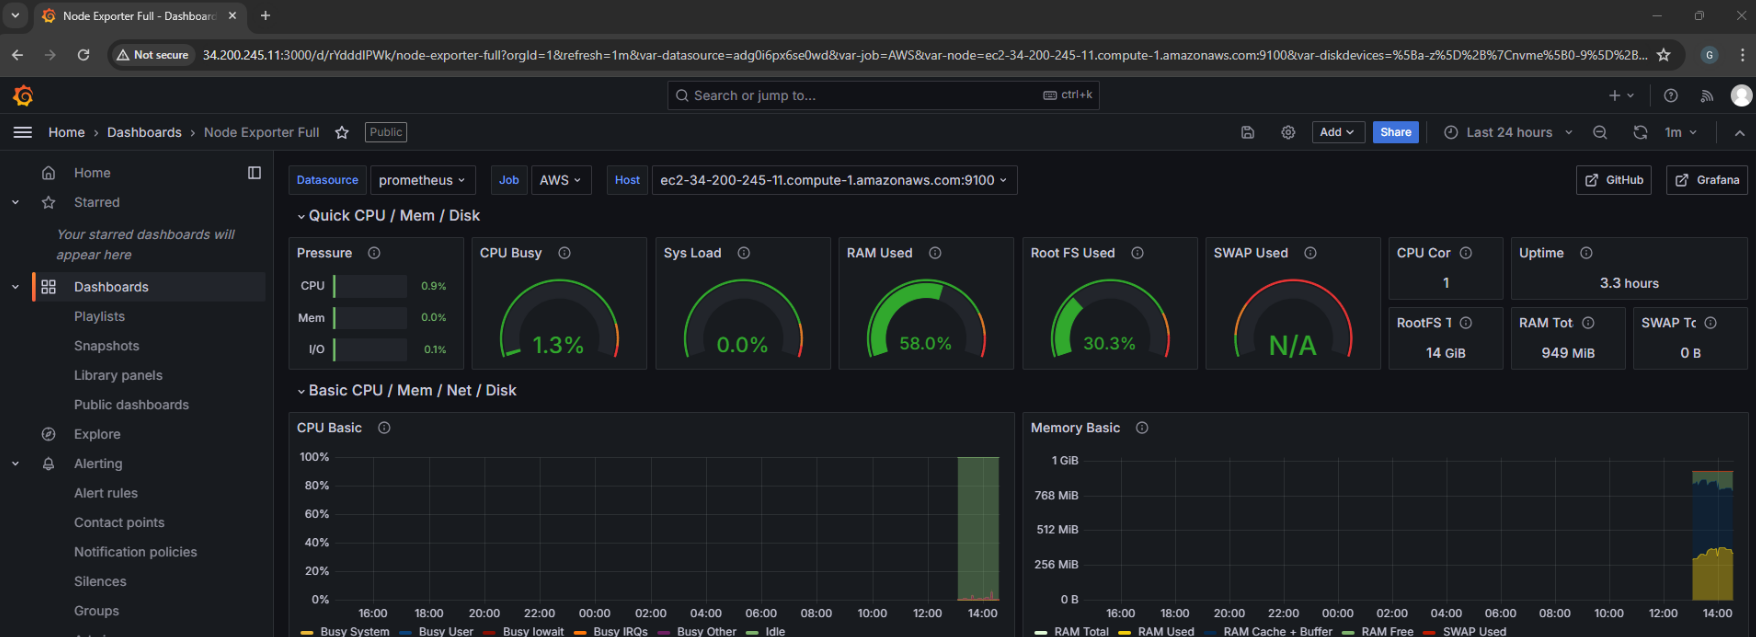 Node Exporter Full - Dashboard
Not secure
34.200.245.11:3000/d/rYdddlPWk/node-exporter-full?orgId=1&refresh=1m&var-datasource=adg0i6px6se0wd&var-job=AWS&var-node=ec2-34-200-245-11.compute-1.amazonaws.com:9100&var-diskdevices=%5Ba-z%5D%2B%7Cnvme%5B0-9%5D%2B...
G
Search or jump to...
ctrl+k
Home › Dashboards › Node Exporter Full
Public
Add
Share
Last 24 hours
1m
Home
Starred
Your starred dashboards will
appear here
Dashboards
Playlists
Snapshots
Library panels
Public dashboards
Explore
Alerting
Alert rules
Contact points
Notification policies
Silences
Groups
Datasource
prometheus
Job
AWS
Host
ec2-34-200-245-11.compute-1.amazonaws.com:9100
GitHub
Grafana
Quick CPU / Mem / Disk
Pressure
CPU 0.9%
Mem 0.0%
I/O 0.1%
CPU Busy
1.3%
Sys Load
0.0%
RAM Used
58.0%
Root FS Used
30.3%
SWAP Used
N/A
CPU Cor
1
Uptime
3.3 hours
RootFS T
14 GiB
RAM Tot
949 MiB
SWAP Tc
0 B
Basic CPU / Mem / Net / Disk
CPU Basic
100%
80%
60%
40%
20%
0%
16:00 18:00 20:00 22:00 00:00 02:00 04:00 06:00 08:00 10:00 12:00 14:00
Busy System Busy User Busy Iowait Busy IRQs Busy Other Idle
Memory Basic
1 GiB
768 MiB
512 MiB
256 MiB
0 B
16:00 18:00 20:00 22:00 00:00 02:00 04:00 06:00 08:00 10:00 12:00 14:00
RAM Total RAM Used RAM Cache + Buffer RAM Free SWAP Used